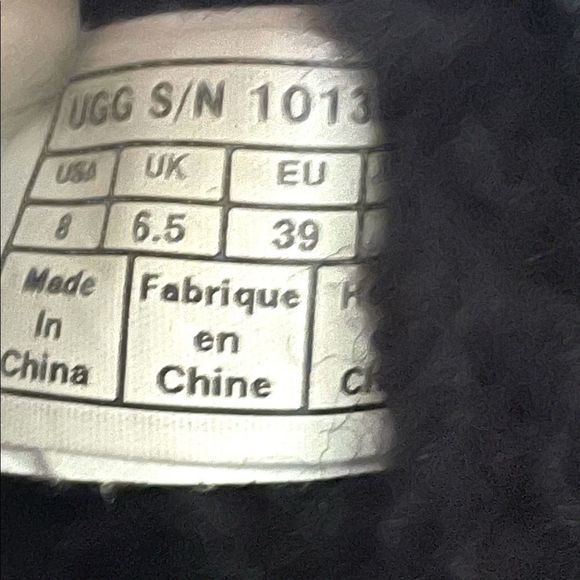 UGG S/N 1013
USA UK EU
8 6.5 39
Made Fabrique
In en
China Chine